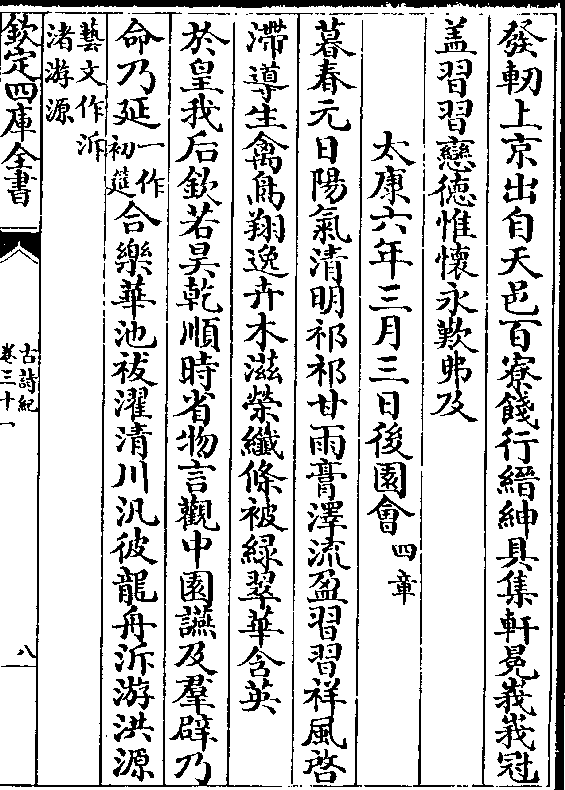 發軔上京出自天邑百寮餞行縉紳具集軒冕峩峩冠
盖習習戀德惟懷永歎弗及
太康六年三月三日後園會四章
暮春元日陽氣清明祁祁甘雨膏澤流盈習習祥風啓
滯導生禽鳥翔逸卉木滋榮纖條被緑翠華含英
於皇我后欽若昊乾順時省物言觀中園讌及羣辟乃
命乃延一作初筵合樂華池祓濯清川汎彼龍舟泝游洪源
藝文作泝渚游源
欽定四庫全書
古詩紀
卷三十一
八